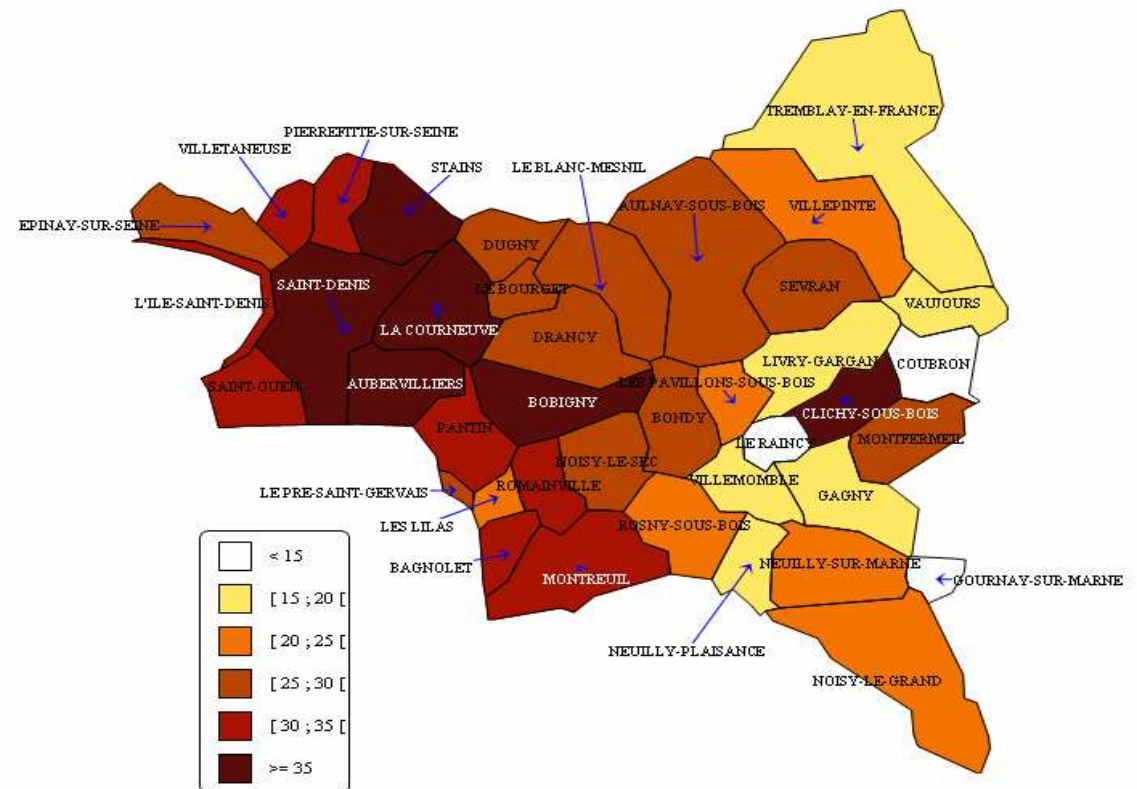 TREMBLAY-EN-FRANCE
PIERREFITTE-SUR-SEINE
VILLETANEUSE
STAINS
LE BLANC-MESNIL
AULNAY-SOUS-BOIS
VILLEPINTE
EPINAY-SUR-SEINE
DUGNY
SAINT-DENIS
LE BOURGET
SEVRAN
L'ILE-SAINT-DENIS
VAUJOURS
LA COURNEUVE
DRANCY
LIVRY-GARGAN
COUBRON
SAINT-OUEN
AUBERVILLIERS
LES PAVILLONS-SOUS-BOIS
BOBIGNY
CLICHY-SOUS-BOIS
BONDY
PANTIN
LE RAINCY
MONTFERMEIL
NOISY-LE-SEC
VILLEMOMBLE
ROMAINVILLE
LE PRE-SAINT-GERVAIS
GAGNY
LES LILAS
ROSNY-SOUS-BOIS
BAGNOLET
NEUILLY-SUR-MARNE
MONTREUIL
GOURNAY-SUR-MARNE
NEUILLY-PLAISANCE
NOISY-LE-GRAND
< 15
[ 15 ; 20 [
[ 20 ; 25 [
[ 25 ; 30 [
[ 30 ; 35 [
>= 35